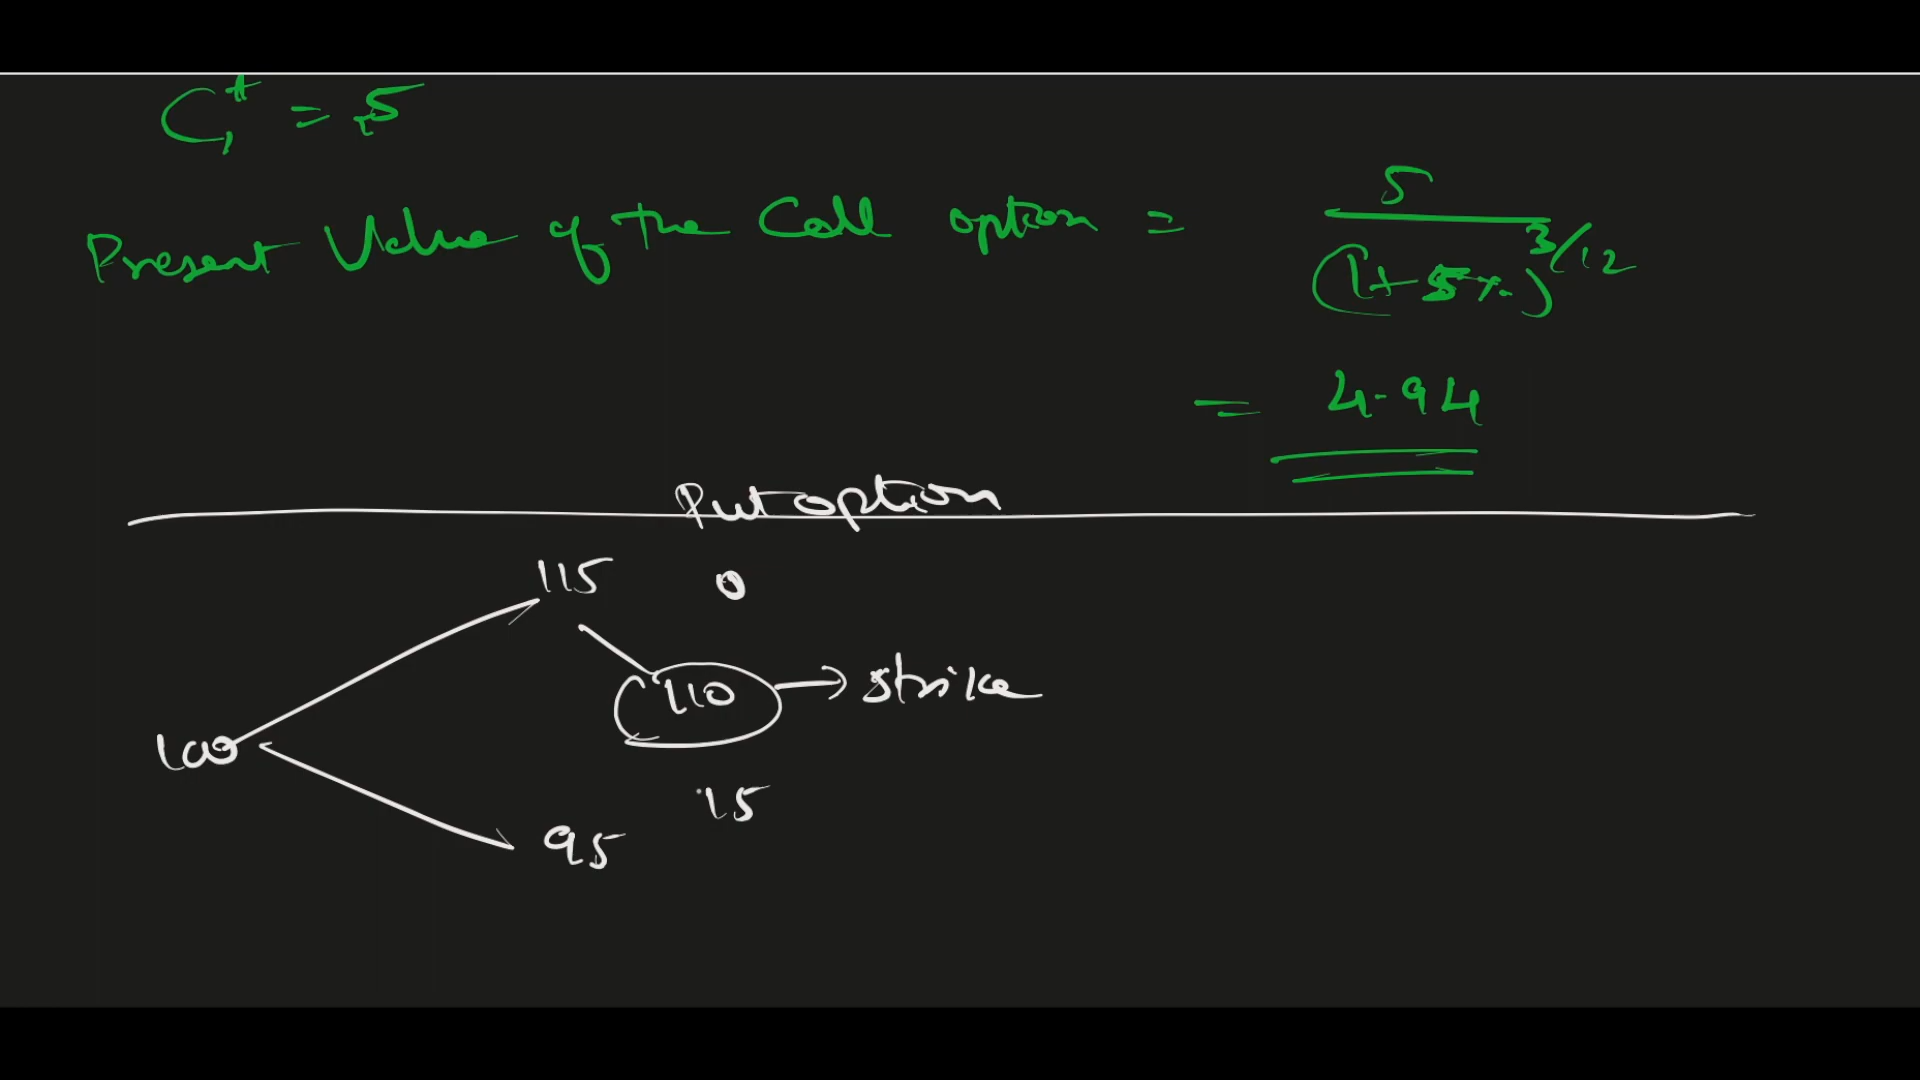 C₁⁺ = 5
Present Value of the Call option = 5 / (1+5%)^3/12
= 4.94
Put option
115 0
110 → strike
100
15
95